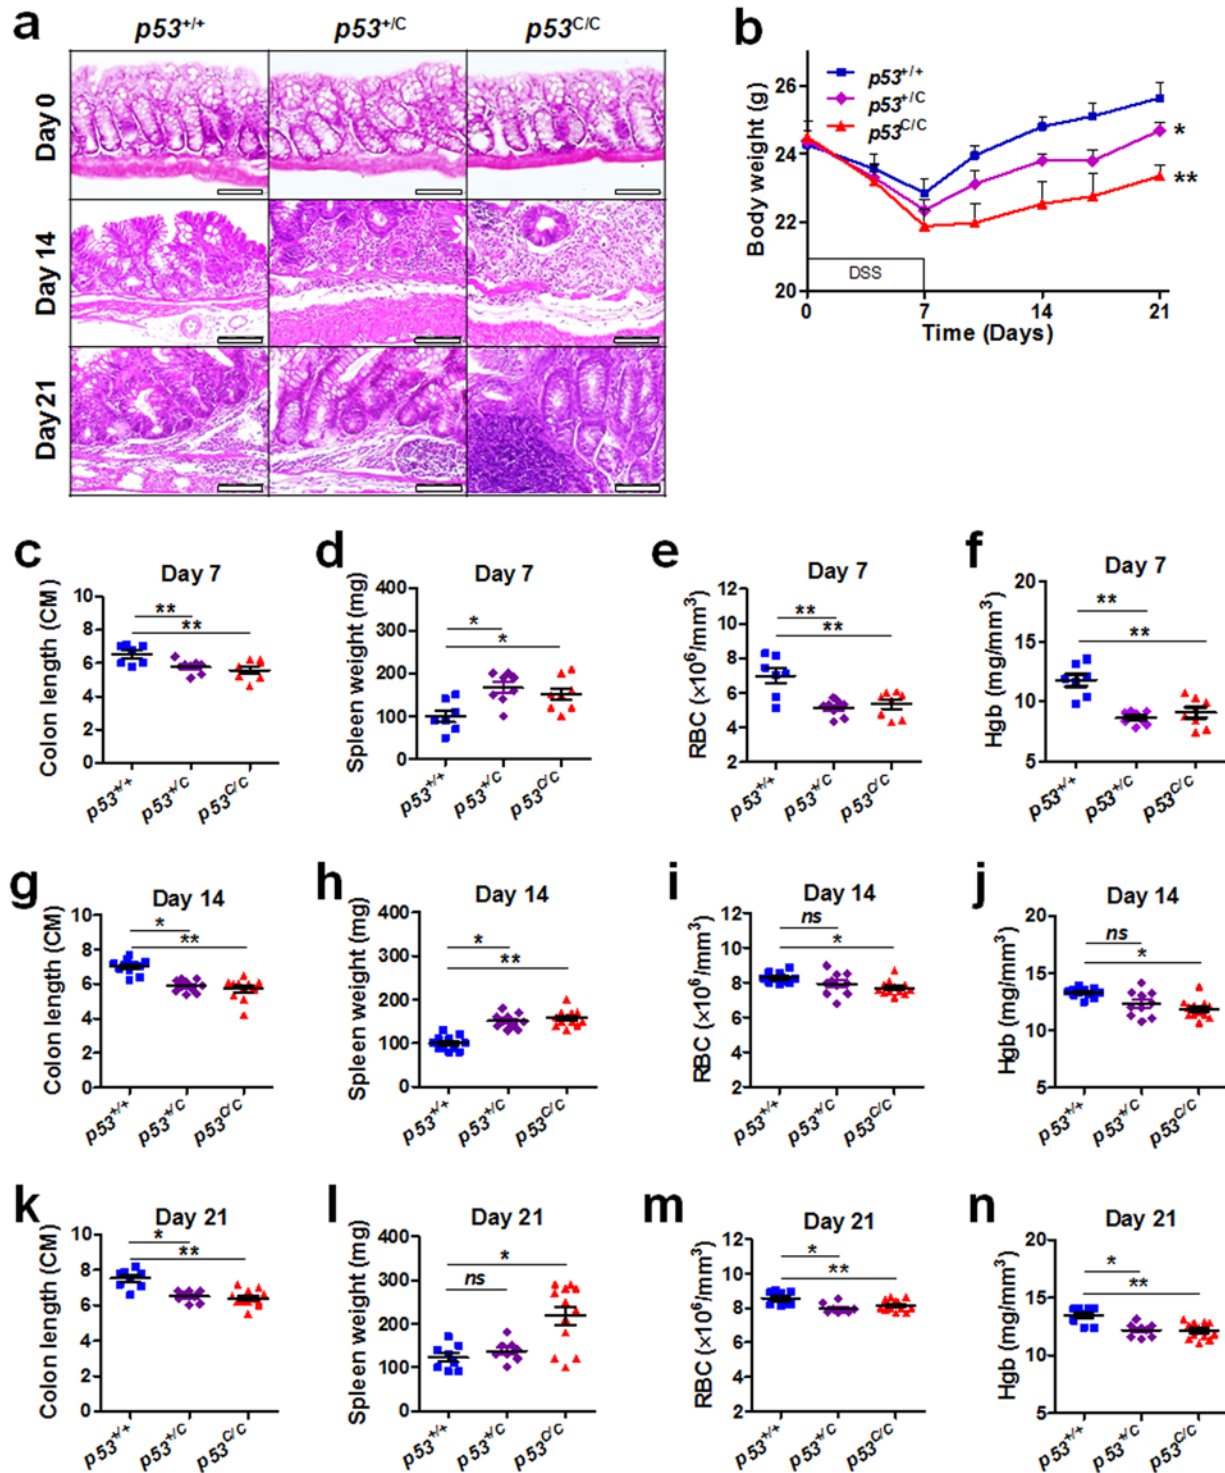 a
p53+/+
p53+/C
p53C/C
Day 0
Day 14
Day 21
b
Body weight (g)
26
24
22
20
p53+/+
p53+/C
p53C/C
*
**
DSS
0
7
14
21
Time (Days)
c
Day 7
Colon length (CM)
10
8
6
4
2
0
**
**
p53+/+
p53+/C
p53C/C
d
Day 7
Spleen weight (mg)
400
300
200
100
0
*
*
p53+/+
p53+/C
p53C/C
e
Day 7
RBC (×10⁶/mm³)
12
10
8
6
4
2
**
**
p53+/+
p53+/C
p53C/C
f
Day 7
Hgb (mg/mm³)
20
15
10
5
**
**
p53+/+
p53+/C
p53C/C
g
Day 14
Colon length (CM)
10
8
6
4
2
0
*
**
p53+/+
p53+/C
p53C/C
h
Day 14
Spleen weight (mg)
400
300
200
100
0
*
**
p53+/+
p53+/C
p53C/C
i
Day 14
RBC (×10⁶/mm³)
12
10
8
6
4
2
ns
*
p53+/+
p53+/C
p53C/C
j
Day 14
Hgb (mg/mm³)
20
15
10
5
ns
*
p53+/+
p53+/C
p53C/C
k
Day 21
Colon length (CM)
10
8
6
4
2
0
*
**
p53+/+
p53+/C
p53C/C
l
Day 21
Spleen weight (mg)
400
300
200
100
0
ns
*
p53+/+
p53+/C
p53C/C
m
Day 21
RBC (×10⁶/mm³)
12
10
8
6
4
2
*
**
p53+/+
p53+/C
p53C/C
n
Day 21
Hgb (mg/mm³)
20
15
10
5
*
**
p53+/+
p53+/C
p53C/C